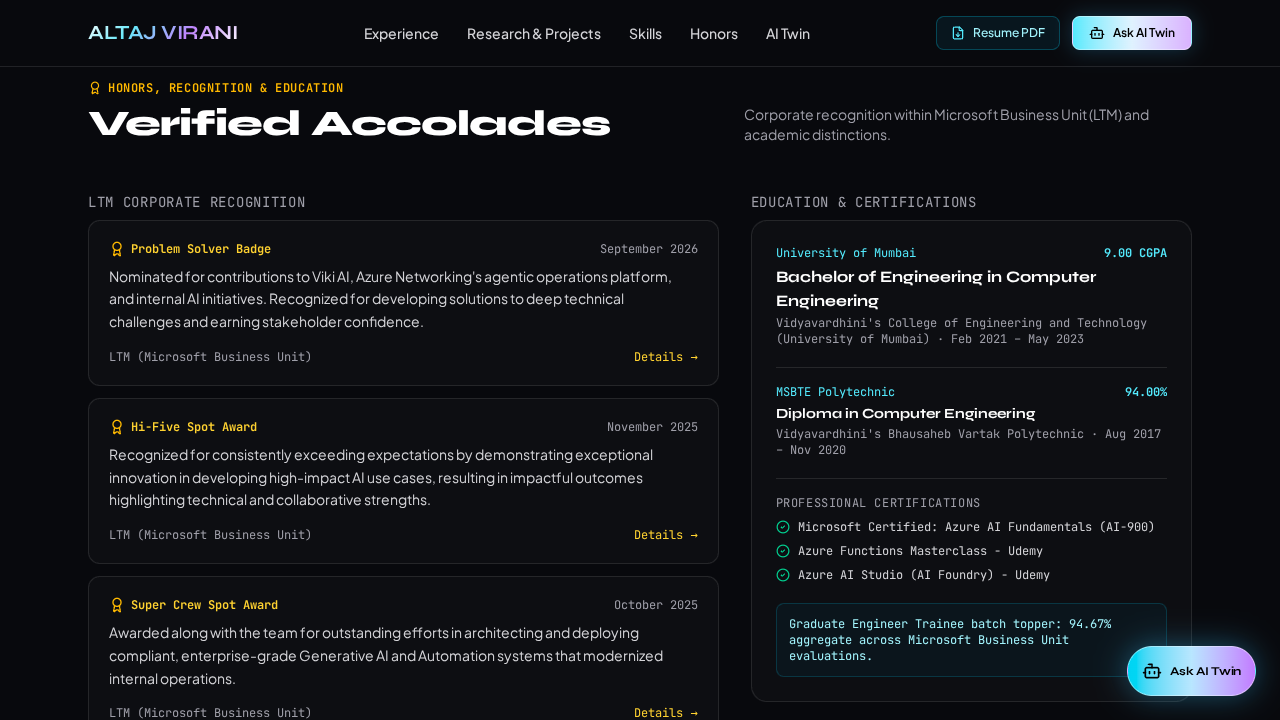 ALTAJ VIRANI
Experience
Research & Projects
Skills
Honors
AI Twin
Resume PDF
Ask AI Twin
HONORS, RECOGNITION & EDUCATION
Verified Accolades
Corporate recognition within Microsoft Business Unit (LTM) and
academic distinctions.
LTM CORPORATE RECOGNITION
Problem Solver Badge
September 2026
Nominated for contributions to Viki AI, Azure Networking's agentic operations platform,
and internal AI initiatives. Recognized for developing solutions to deep technical
challenges and earning stakeholder confidence.
LTM (Microsoft Business Unit)
Details →
Hi-Five Spot Award
November 2025
Recognized for consistently exceeding expectations by demonstrating exceptional
innovation in developing high-impact AI use cases, resulting in impactful outcomes
highlighting technical and collaborative strengths.
LTM (Microsoft Business Unit)
Details →
Super Crew Spot Award
October 2025
Awarded along with the team for outstanding efforts in architecting and deploying
compliant, enterprise-grade Generative AI and Automation systems that modernized
internal operations.
LTM (Microsoft Business Unit)
Details →
EDUCATION & CERTIFICATIONS
University of Mumbai
9.00 CGPA
Bachelor of Engineering in Computer
Engineering
Vidyavardhini's College of Engineering and Technology
(University of Mumbai) · Feb 2021 – May 2023
MSBTE Polytechnic
94.00%
Diploma in Computer Engineering
Vidyavardhini's Bhausaheb Vartak Polytechnic · Aug 2017
– Nov 2020
PROFESSIONAL CERTIFICATIONS
Microsoft Certified: Azure AI Fundamentals (AI-900)
Azure Functions Masterclass - Udemy
Azure AI Studio (AI Foundry) - Udemy
Graduate Engineer Trainee batch topper: 94.67%
aggregate across Microsoft Business Unit
evaluations.
Ask AI Twin